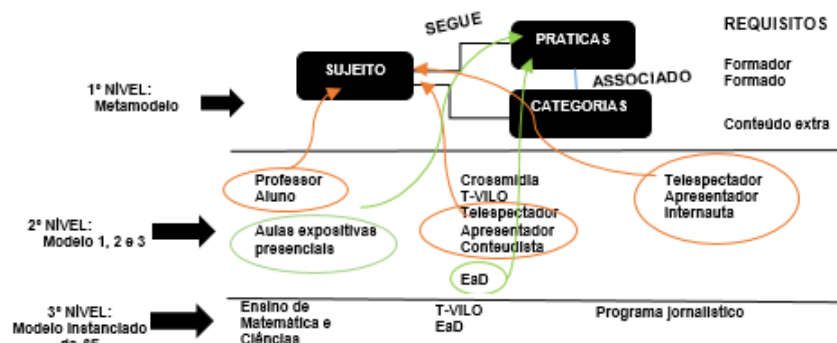 SEGUE
REQUISITOS
PRATICAS
SUJEITO
Formador
Formado
ASSOCIADO
1º NÍVEL:
Metamodelo
CATEGORIAS
Conteúdo extra
Professor
Aluno
Crossmídia
T-VILO
Telespectador
Apresentador
Conteudista
Telespectador
Apresentador
Internauta
2º NÍVEL:
Modelo 1, 2 e 3
Aulas expositivas
presenciais
EaD
3º NÍVEL:
Modelo instanciado
Ensino de
Matemática e
Ciências
T-VILO
EaD
Programa jornalístico